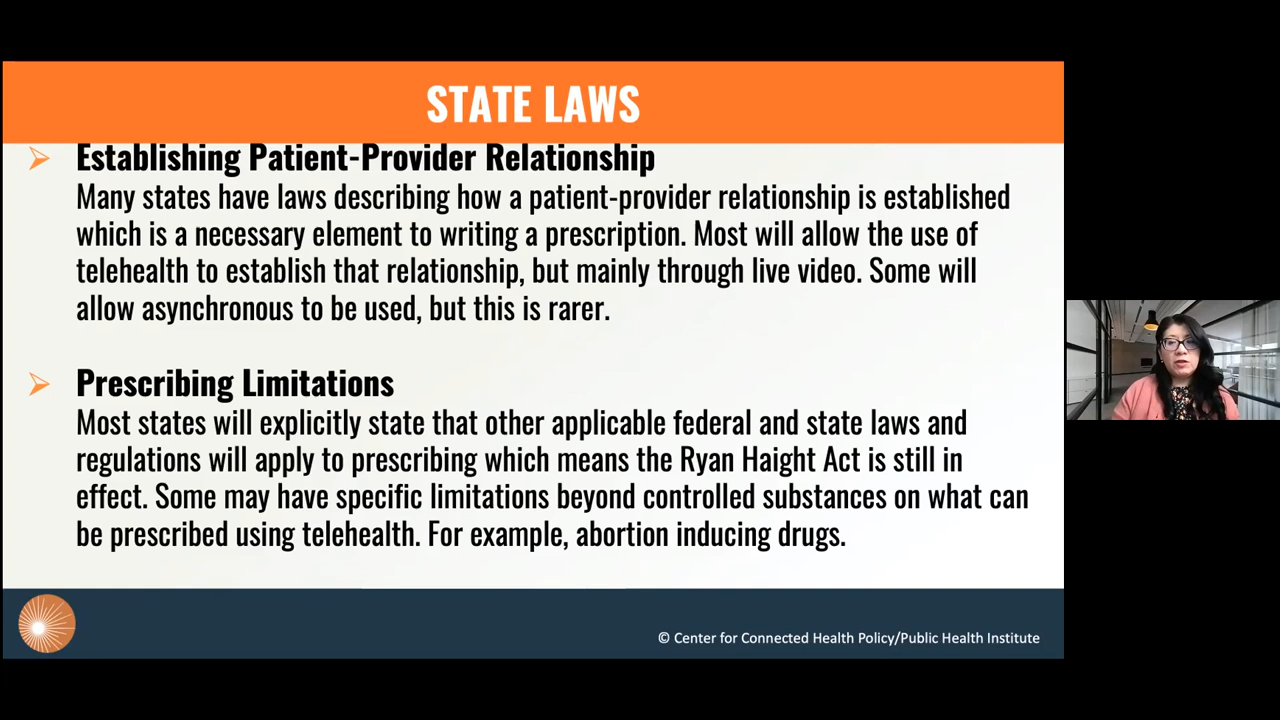 STATE LAWS
Establishing Patient-Provider Relationship
Many states have laws describing how a patient-provider relationship is established
which is a necessary element to writing a prescription. Most will allow the use of
telehealth to establish that relationship, but mainly through live video. Some will
allow asynchronous to be used, but this is rarer.
Prescribing Limitations
Most states will explicitly state that other applicable federal and state laws and
regulations will apply to prescribing which means the Ryan Haight Act is still in
effect. Some may have specific limitations beyond controlled substances on what can
be prescribed using telehealth. For example, abortion inducing drugs.
© Center for Connected Health Policy/Public Health Institute